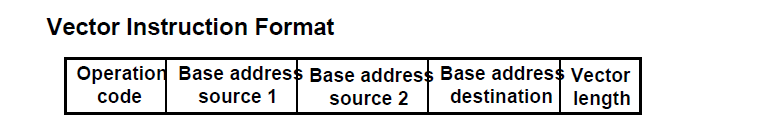 Vector Instruction Format
Operation Base address Base address Base address Vector
code source 1 source 2 destination length